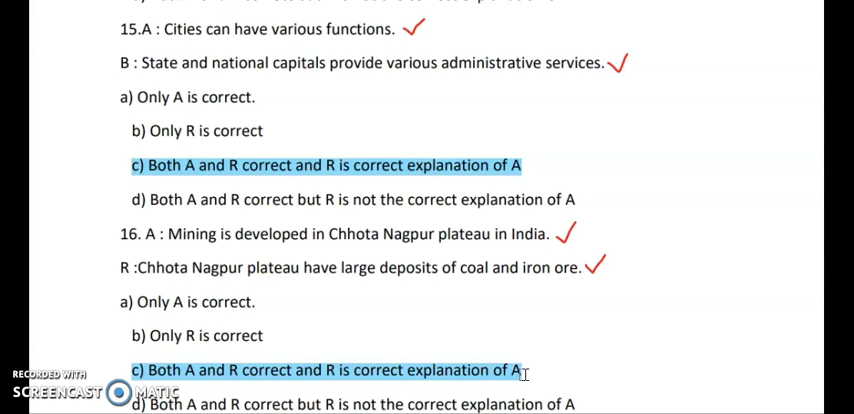 15.A : Cities can have various functions.
B : State and national capitals provide various administrative services.
a) Only A is correct.
b) Only R is correct
c) Both A and R correct and R is correct explanation of A
d) Both A and R correct but R is not the correct explanation of A
16. A : Mining is developed in Chhota Nagpur plateau in India.
R :Chhota Nagpur plateau have large deposits of coal and iron ore.
a) Only A is correct.
b) Only R is correct
c) Both A and R correct and R is correct explanation of A
d) Both A and R correct but R is not the correct explanation of A
RECORDED WITH
SCREENCAST MATIC